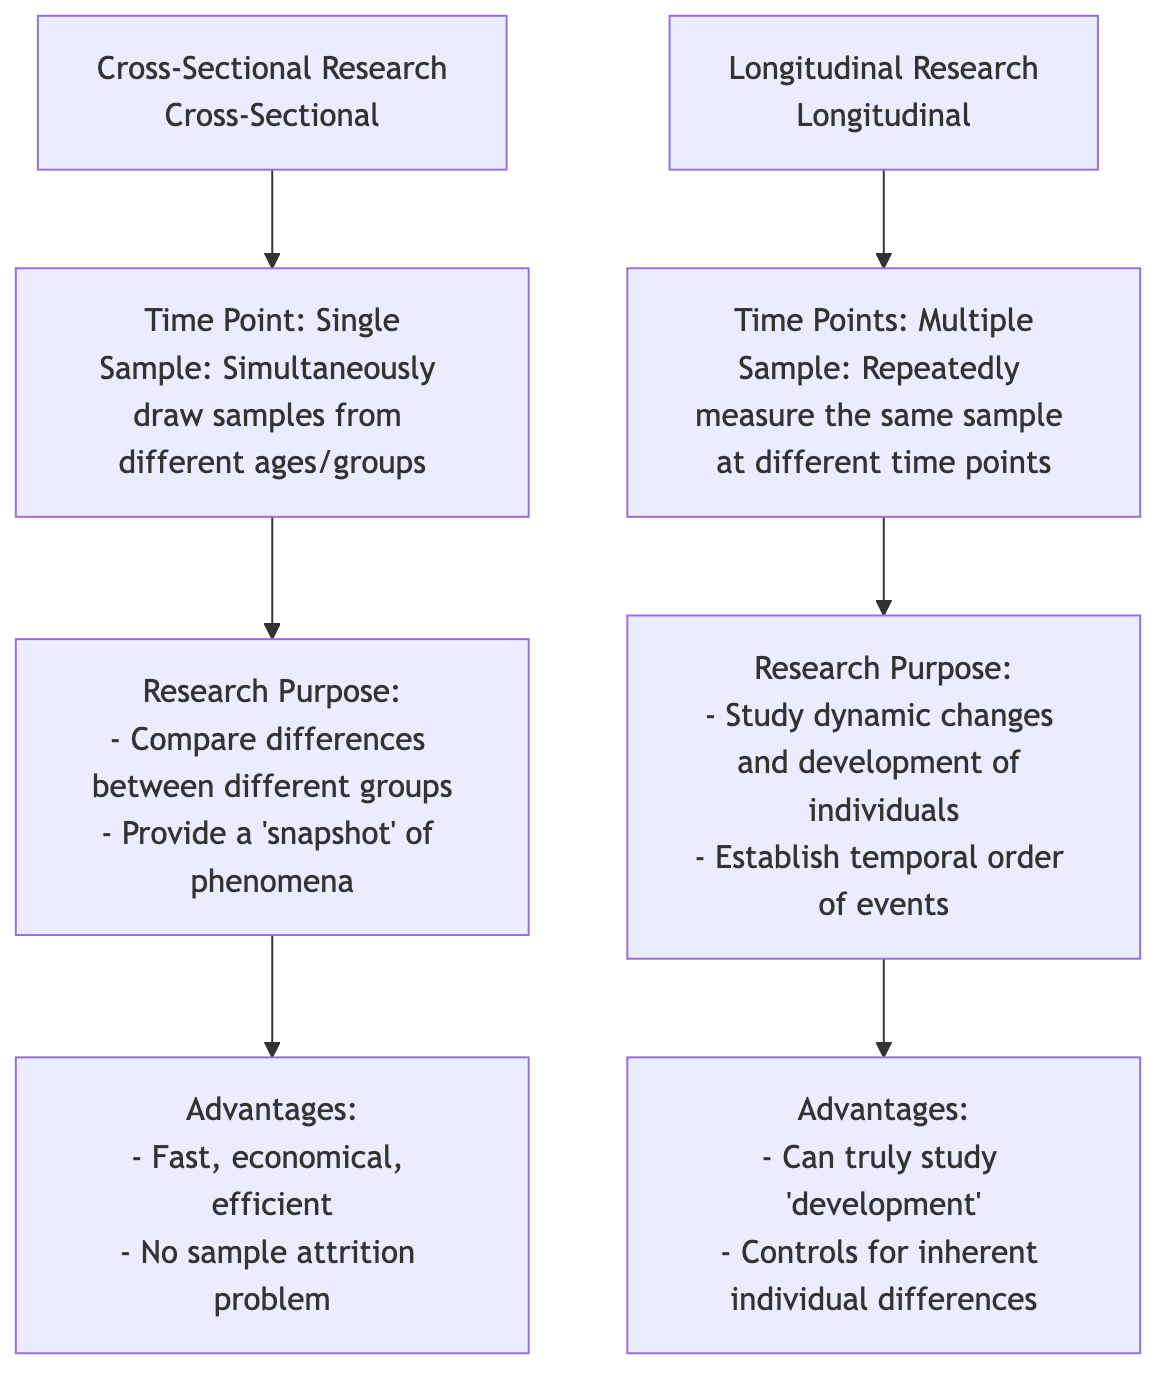 Cross-Sectional Research
Cross-Sectional
Time Point: Single
Sample: Simultaneously
draw samples from
different ages/groups
Research Purpose:
- Compare differences
between different groups
- Provide a 'snapshot' of
phenomena
Advantages:
- Fast, economical,
efficient
- No sample attrition
problem
Longitudinal Research
Longitudinal
Time Points: Multiple
Sample: Repeatedly
measure the same sample
at different time points
Research Purpose:
- Study dynamic changes
and development of
individuals
- Establish temporal order
of events
Advantages:
- Can truly study
'development'
- Controls for inherent
individual differences